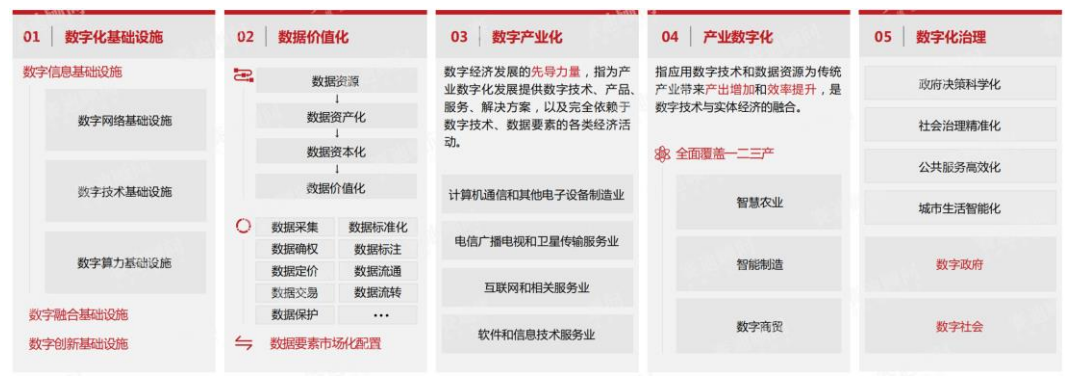 01 数字化基础设施
数字信息基础设施
数字网络基础设施
数字技术基础设施
数字算力基础设施
数字融合基础设施
数字创新基础设施
02 数据价值化
数据资源
↓
数据资产化
↓
数据资本化
↓
数据价值化
数据采集 数据标准化
数据确权 数据标注
数据定价 数据流通
数据交易 数据流转
数据保护 •••
数据要素市场化配置
03 数字产业化
数字经济发展的先导力量，指为产
业数字化发展提供数字技术、产品、
服务、解决方案，以及完全依赖于
数字技术、数据要素的各类经济活
动。
计算机通信和其他电子设备制造业
电信广播电视和卫星传输服务业
互联网和相关服务业
软件和信息技术服务业
04 产业数字化
指应用数字技术和数据资源为传统
产业带来产出增加和效率提升，是
数字技术与实体经济的融合。
全面覆盖一二三产
智慧农业
智能制造
数字商贸
05 数字化治理
政府决策科学化
社会治理精准化
公共服务高效化
城市生活智能化
数字政府
数字社会